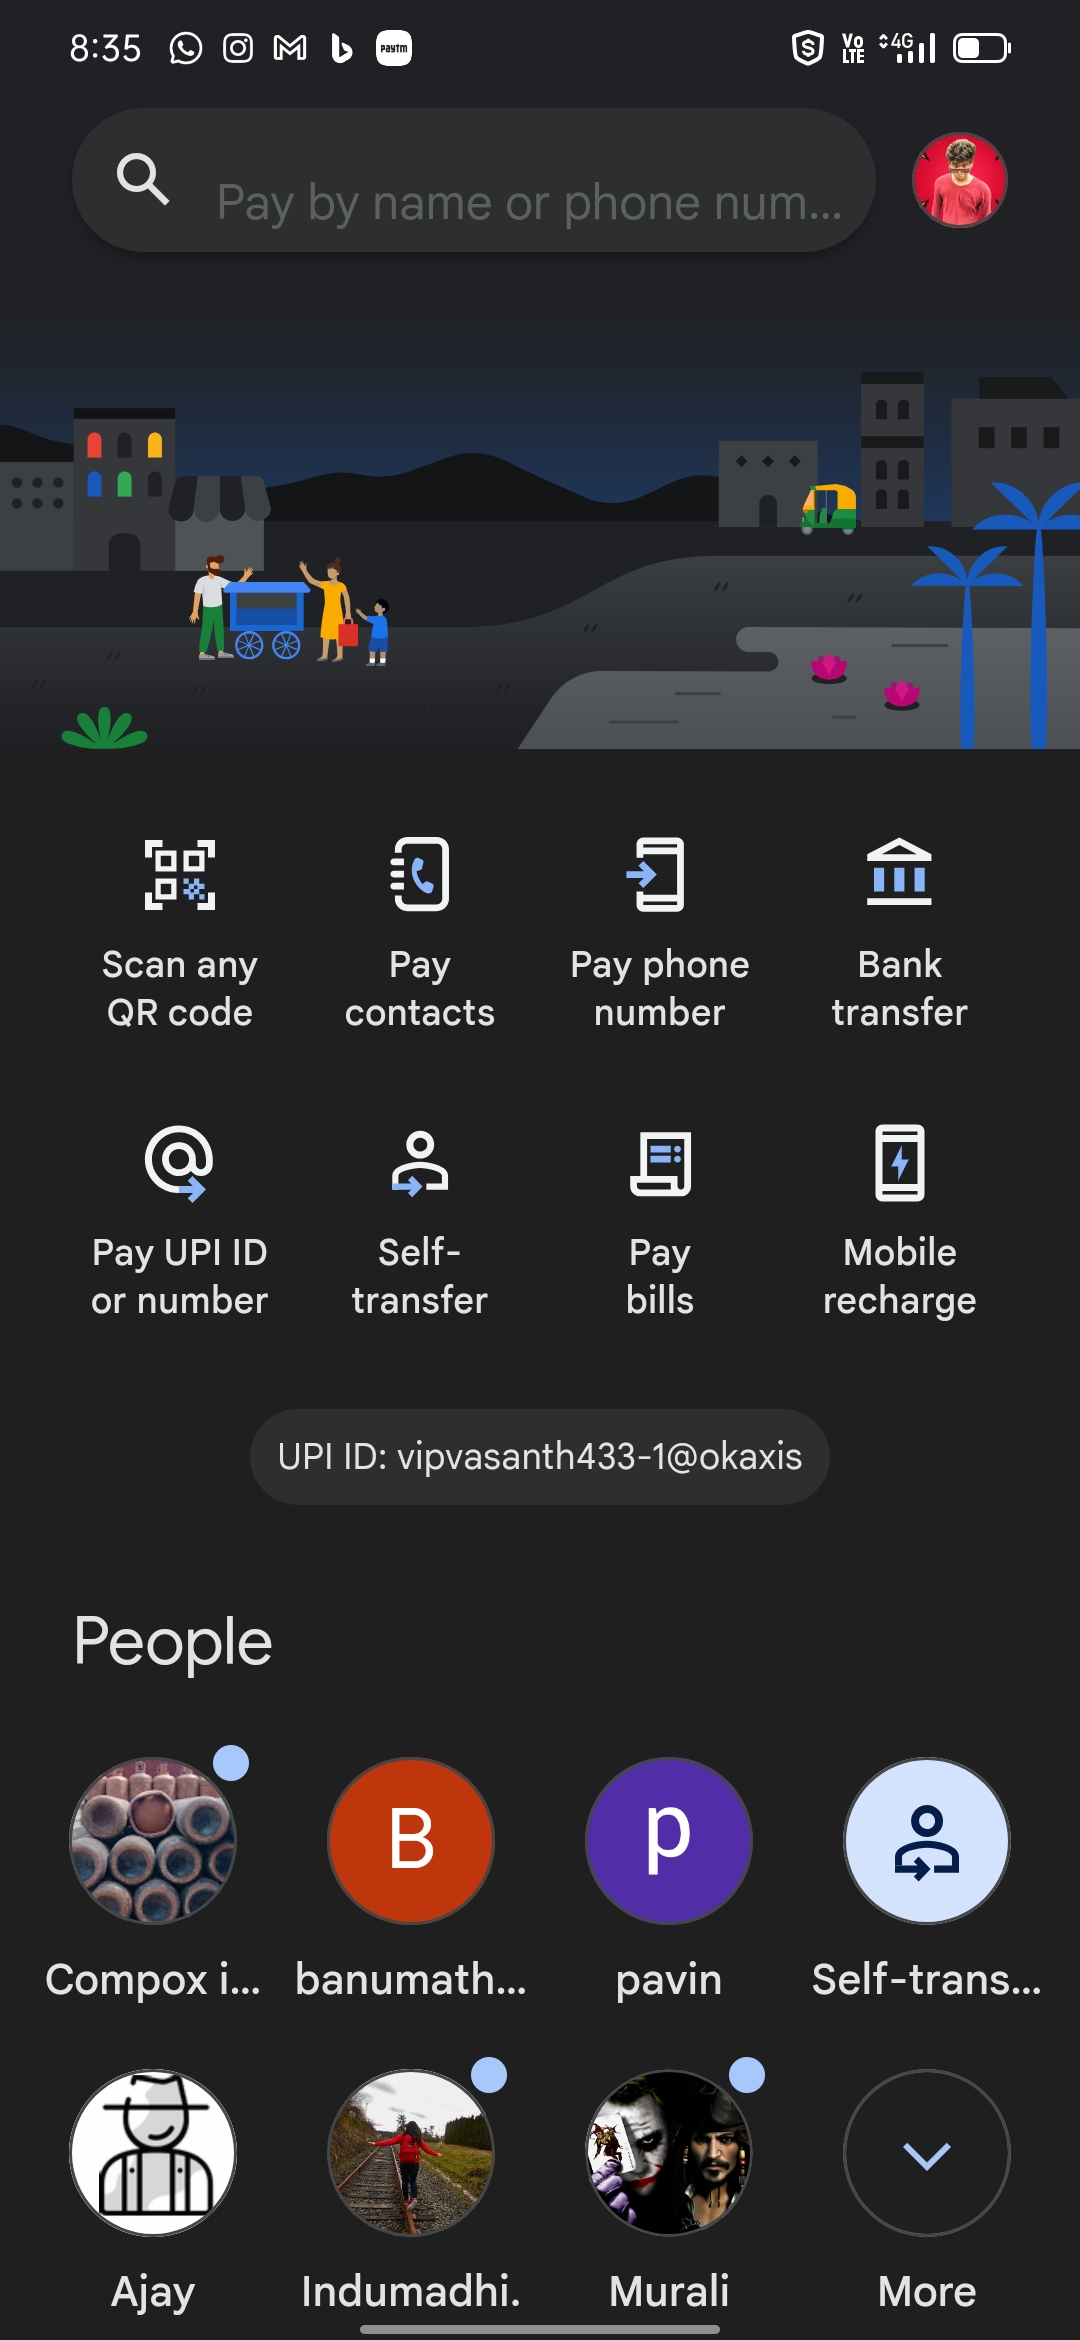 8:35
paytm
Vo
LTE
4G
Pay by name or phone num...
Scan any
QR code
Pay
contacts
Pay phone
number
Bank
transfer
Pay UPI ID
or number
Self-
transfer
Pay
bills
Mobile
recharge
UPI ID: vipvasanth433-1@okaxis
People
B
p
Compox i...
banumath...
pavin
Self-trans...
Ajay
Indumadhi.
Murali
More